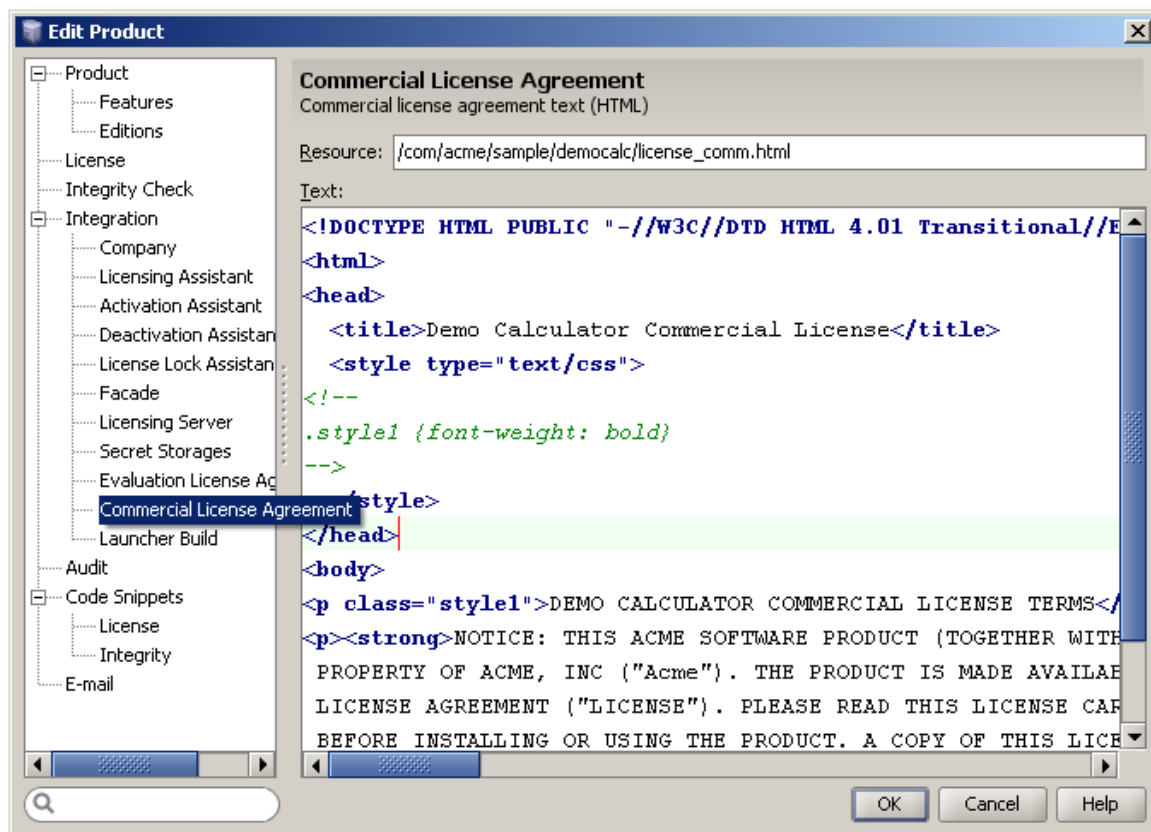 Edit Product
Product
Features
Editions
License
Integrity Check
Integration
Company
Licensing Assistant
Activation Assistant
Deactivation Assistan
License Lock Assistan
Facade
Licensing Server
Secret Storages
Evaluation License Ag
Commercial License Agreement
Launcher Build
Audit
Code Snippets
License
Integrity
E-mail
Commercial License Agreement
Commercial license agreement text (HTML)
Resource: /com/acme/sample/democalc/license_comm.html
Text:
<!DOCTYPE HTML PUBLIC "-//W3C//DTD HTML 4.01 Transitional//E
<html>
<head>
<title>Demo Calculator Commercial License</title>
<style type="text/css">
<!--
.style1 {font-weight: bold}
-->
/style>
</head>
<body>
<p class="style1">DEMO CALCULATOR COMMERCIAL LICENSE TERMS</
<p><strong>NOTICE: THIS ACME SOFTWARE PRODUCT (TOGETHER WITH
PROPERTY OF ACME, INC ("Acme"). THE PRODUCT IS MADE AVAILAB
LICENSE AGREEMENT ("LICENSE"). PLEASE READ THIS LICENSE CAR
BEFORE INSTALLING OR USING THE PRODUCT. A COPY OF THIS LICE
OK Cancel Help